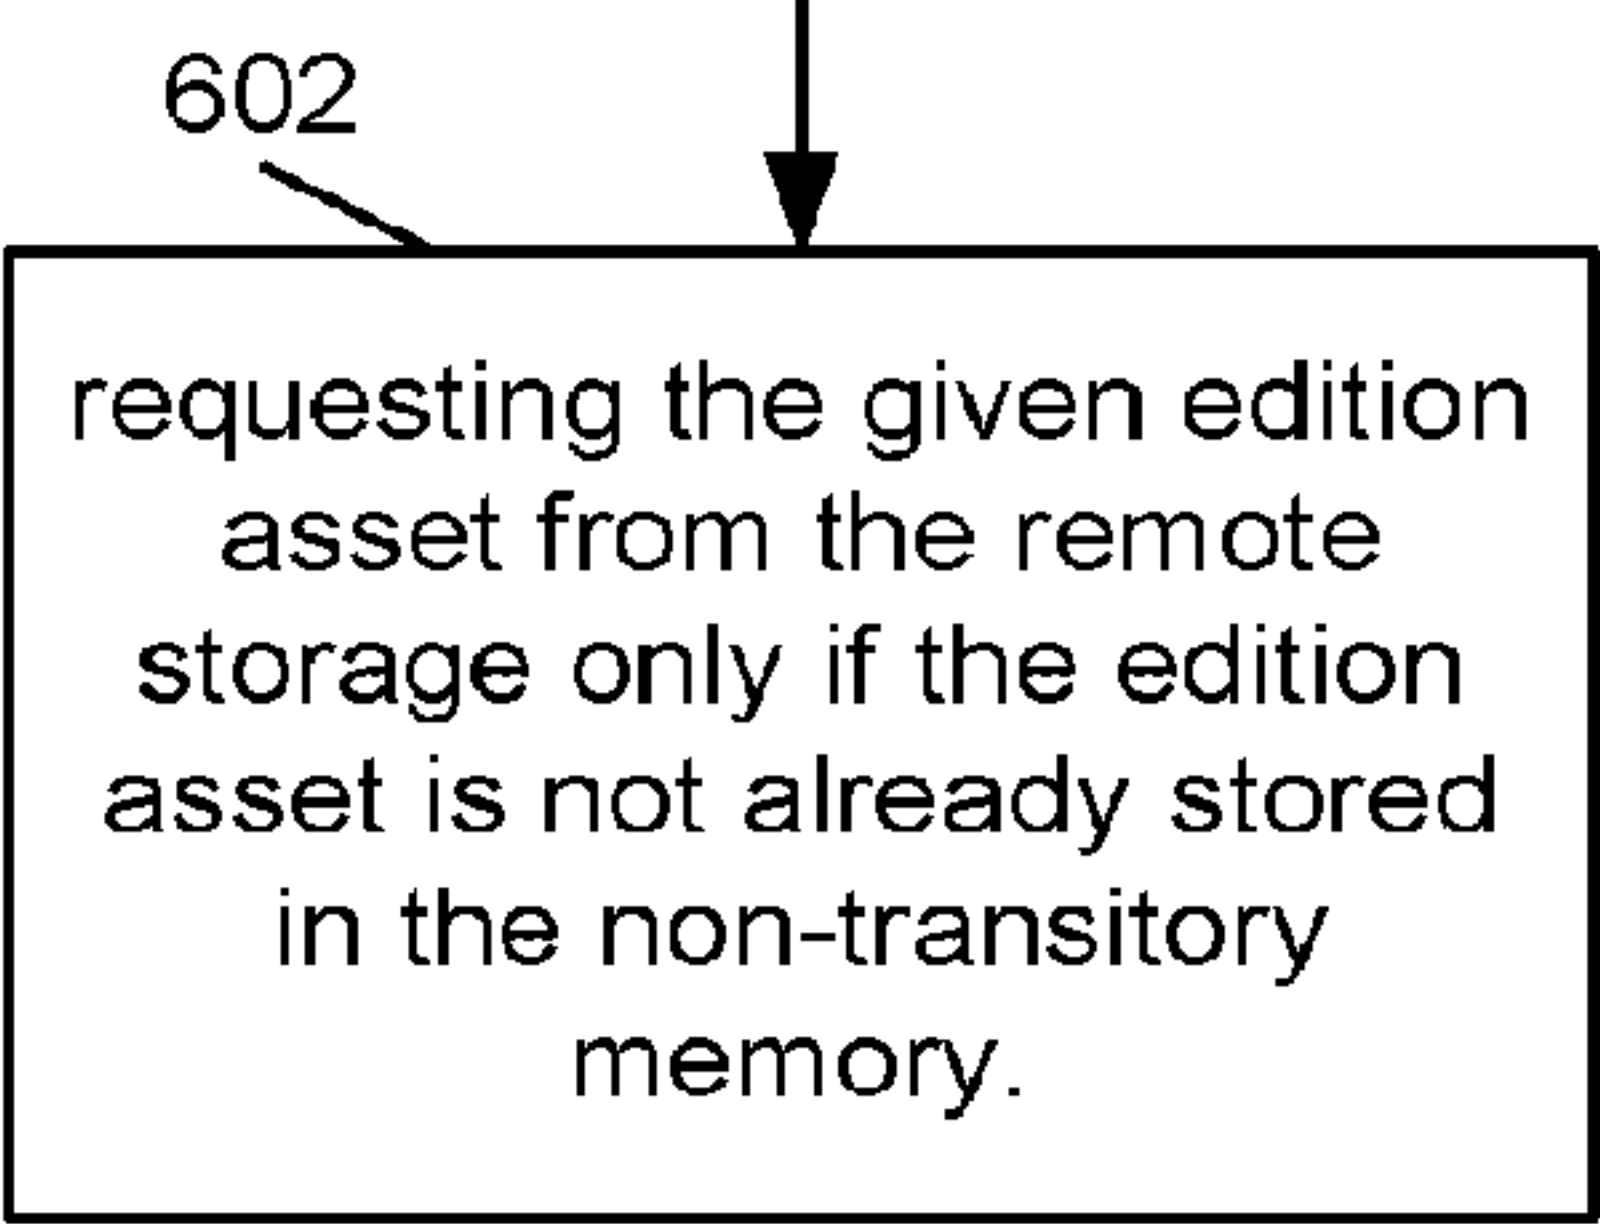 602
requesting the given edition
asset from the remote
storage only if the edition
asset is not already stored
in the non-transitory
memory.